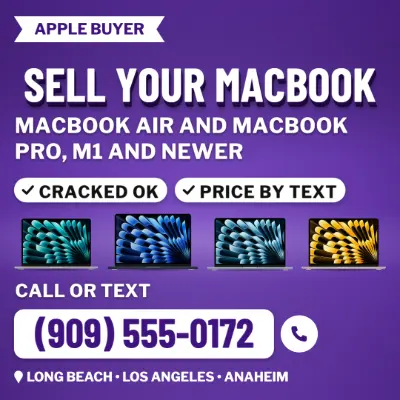 APPLE BUYER
SELL YOUR MACBOOK
MACBOOK AIR AND MACBOOK
PRO, M1 AND NEWER
✓ CRACKED OK ✓ PRICE BY TEXT
CALL OR TEXT
(909) 555-0172
LONG BEACH • LOS ANGELES • ANAHEIM